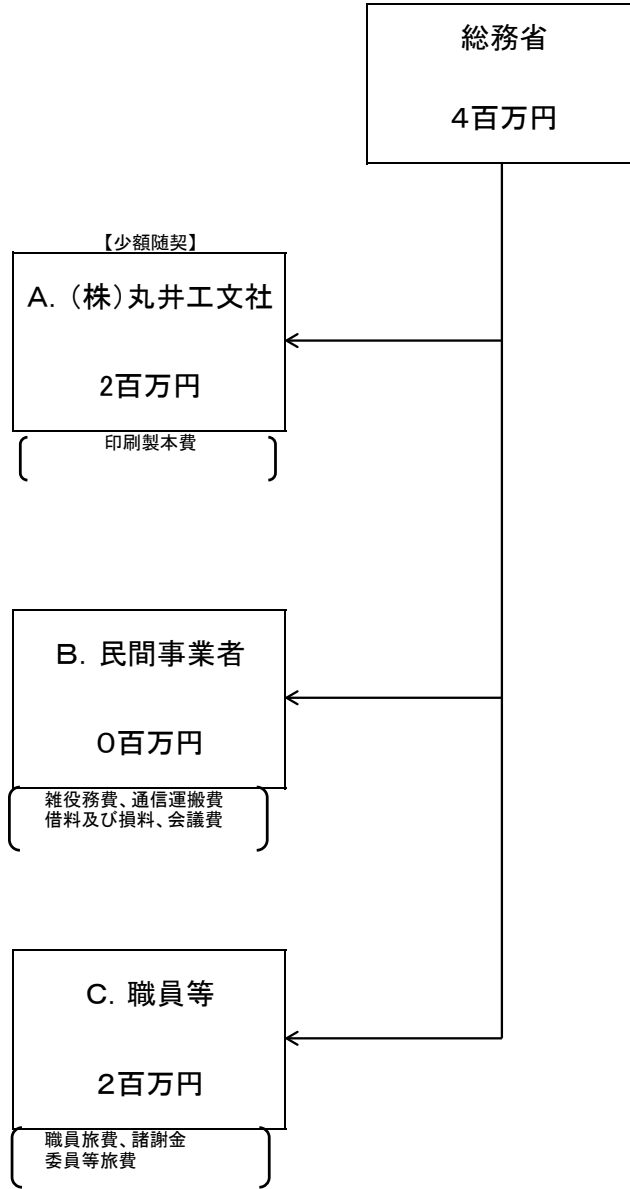 総務省
4百万円
【少額随契】
A. (株)丸井工文社
2百万円
印刷製本費
B. 民間事業者
0百万円
雑役務費、通信運搬費
借料及び損料、会議費
C. 職員等
2百万円
職員旅費、諸謝金
委員等旅費